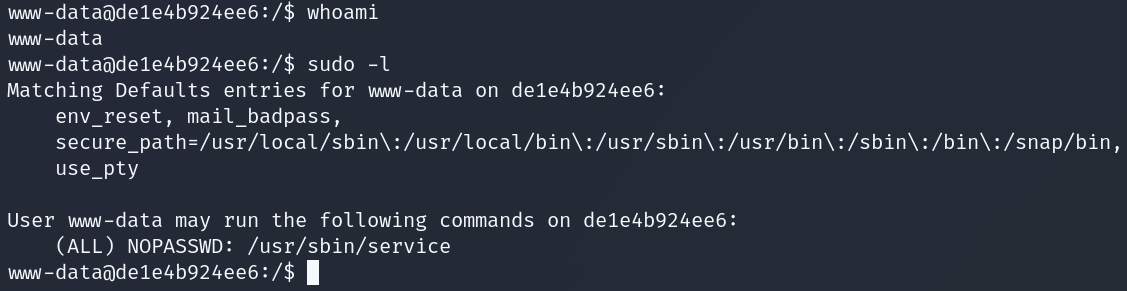 www-data@de1e4b924ee6:/$ whoami
www-data
www-data@de1e4b924ee6:/$ sudo -l
Matching Defaults entries for www-data on de1e4b924ee6:
    env_reset, mail_badpass,
    secure_path=/usr/local/sbin\:/usr/local/bin\:/usr/sbin\:/usr/bin\:/sbin\:/bin\:/snap/bin,
    use_pty

User www-data may run the following commands on de1e4b924ee6:
    (ALL) NOPASSWD: /usr/sbin/service
www-data@de1e4b924ee6:/$